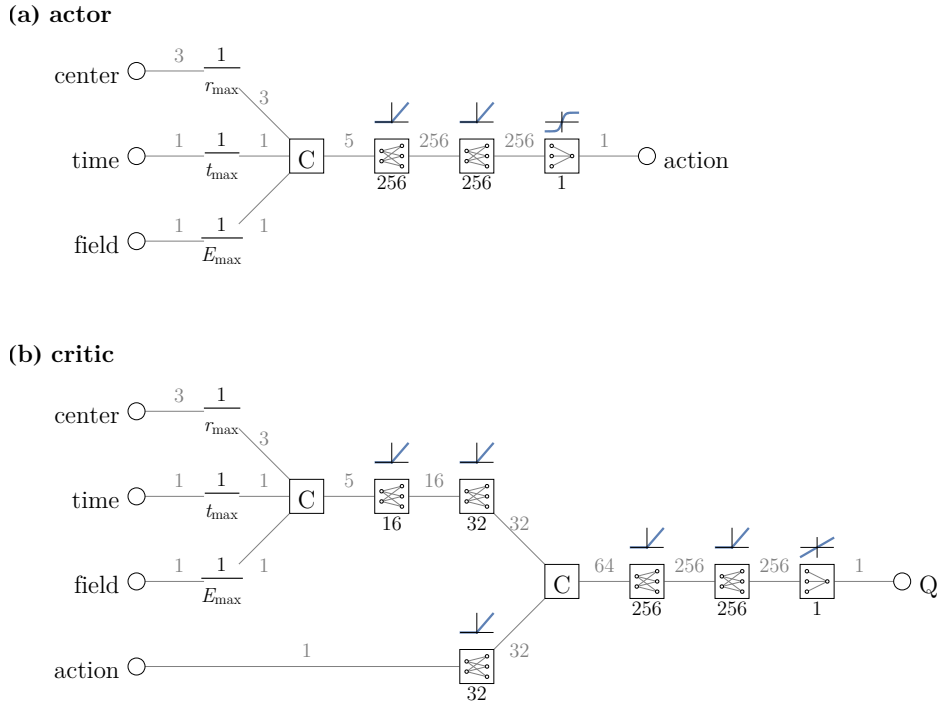 (a) actor
3 1
center
r_max 3
1 1 1 5 256 256 1
time C action
t_max 256 256 1
1 1 1
field
E_max
(b) critic
3 1
center
r_max 3
1 1 1 5 16
time C
t_max 16 32 32
1 1 1 64 256 256 1
field C Q
E_max 256 256 1
1 32
action
32